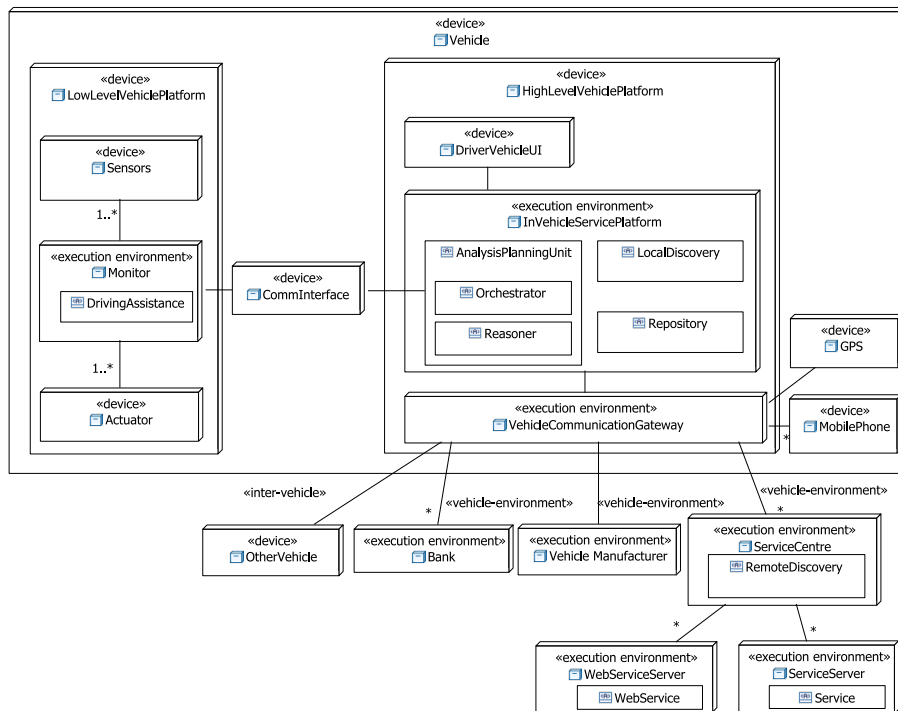 «device»
Vehicle
«device»
LowLevelVehiclePlatform
«device»
Sensors
1..*
«execution environment»
Monitor
DrivingAssistance
1..*
«device»
Actuator
«device»
CommInterface
«device»
HighLevelVehiclePlatform
«device»
DriverVehicleUI
«execution environment»
InVehicleServicePlatform
AnalysisPlanningUnit
Orchestrator
Reasoner
LocalDiscovery
Repository
«execution environment»
VehicleCommunicationGateway
«device»
GPS
«device»
MobilePhone
*
«inter-vehicle»
«vehicle-environment»
*
«vehicle-environment»
«vehicle-environment»
*
«device»
OtherVehicle
«execution environment»
Bank
«execution environment»
Vehicle Manufacturer
«execution environment»
ServiceCentre
RemoteDiscovery
*
*
«execution environment»
WebServiceServer
WebService
«execution environment»
ServiceServer
Service